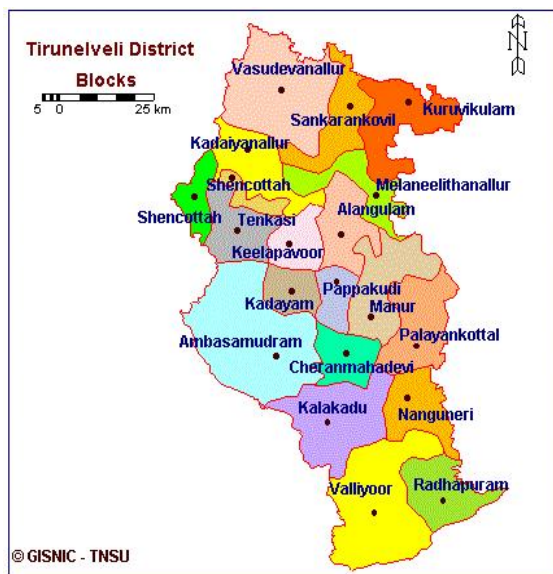 Tirunelveli District
Blocks
5 0 25 km
N
Vasudevanallur
Kuruvikulam
Sankarankovil
Kadaiyanallur
Shencottah
Melaneelithanallur
Shencottah
Alangulam
Tenkasi
Keelapavoor
Pappakudi
Kadayam
Manur
Ambasamudram
Palayankottal
Cheranmahadevi
Kalakadu
Nanguneri
Valliyoor
Radhapuram
© GISNIC - TNSU